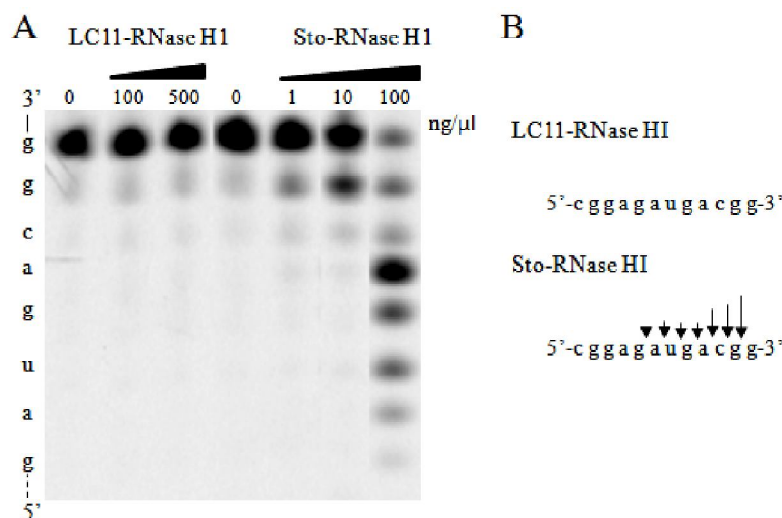 A
B
LC11-RNase H1 Sto-RNase H1
3’ 0 100 500 0 1 10 100
ng/µl
g
g
c
a
g
u
a
g
5’
LC11-RNase HI
5’-c g g a g a u g a c g g-3’
Sto-RNase HI
5’-c g g a g a u g a c g g-3’